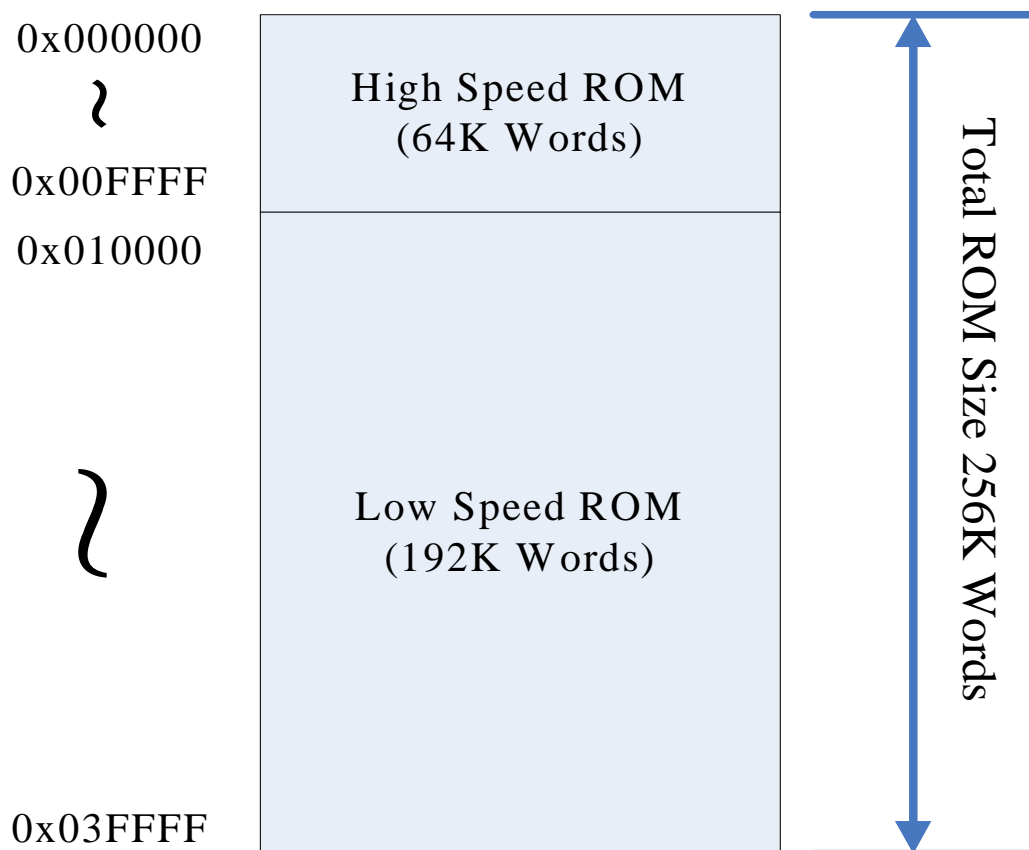 0x000000
~
0x00FFFF
0x010000
~
0x03FFFF
High Speed ROM
(64K Words)
Low Speed ROM
(192K Words)
Total ROM Size 256K Words